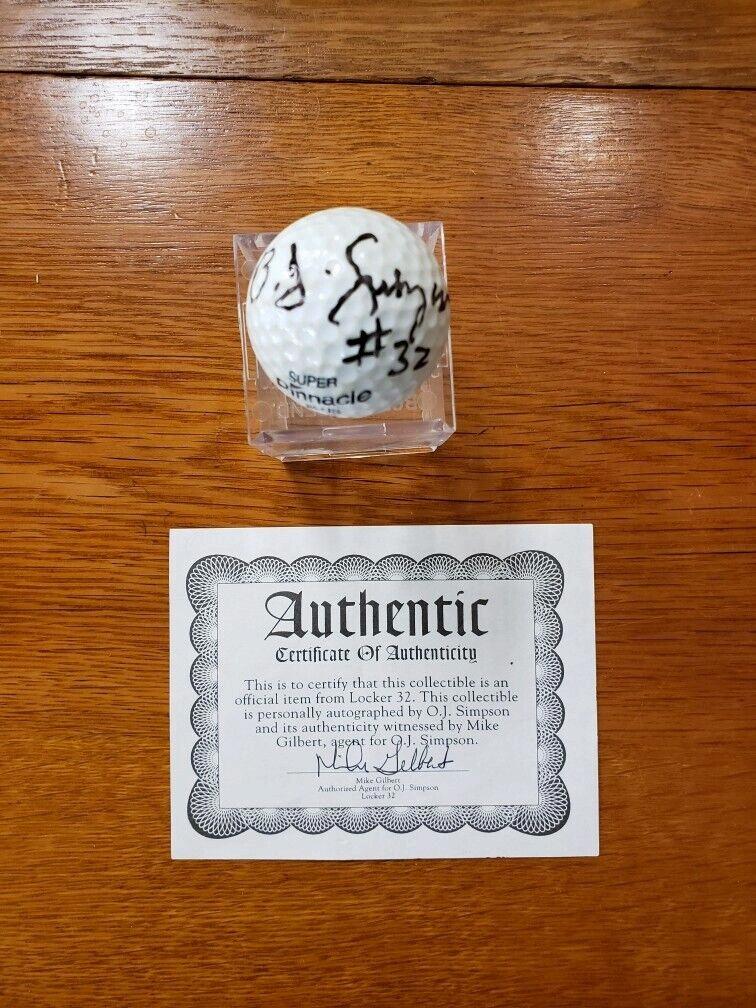 O.J. Simpson
#32
SUPER
Pinnacle
Authentic
Certificate Of Authenticity
This is to certify that this collectible is an
official item from Locker 32. This collectible
is personally autographed by O.J. Simpson
and its authenticity witnessed by Mike
Gilbert, agent for O.J. Simpson.
Mike Gilbert
Mike Gilbert
Authorized Agent for O.J. Simpson
Locker 32